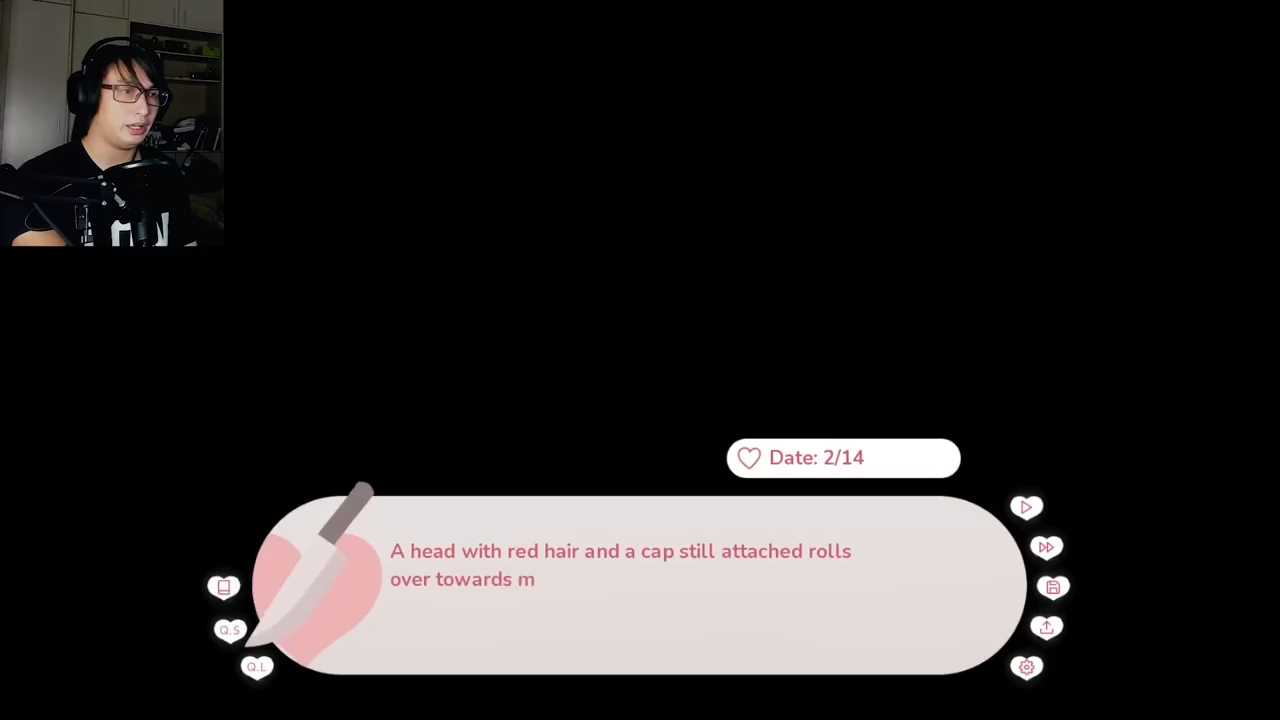 Date: 2/14
A head with red hair and a cap still attached rolls
over towards m
Q.S
Q.L